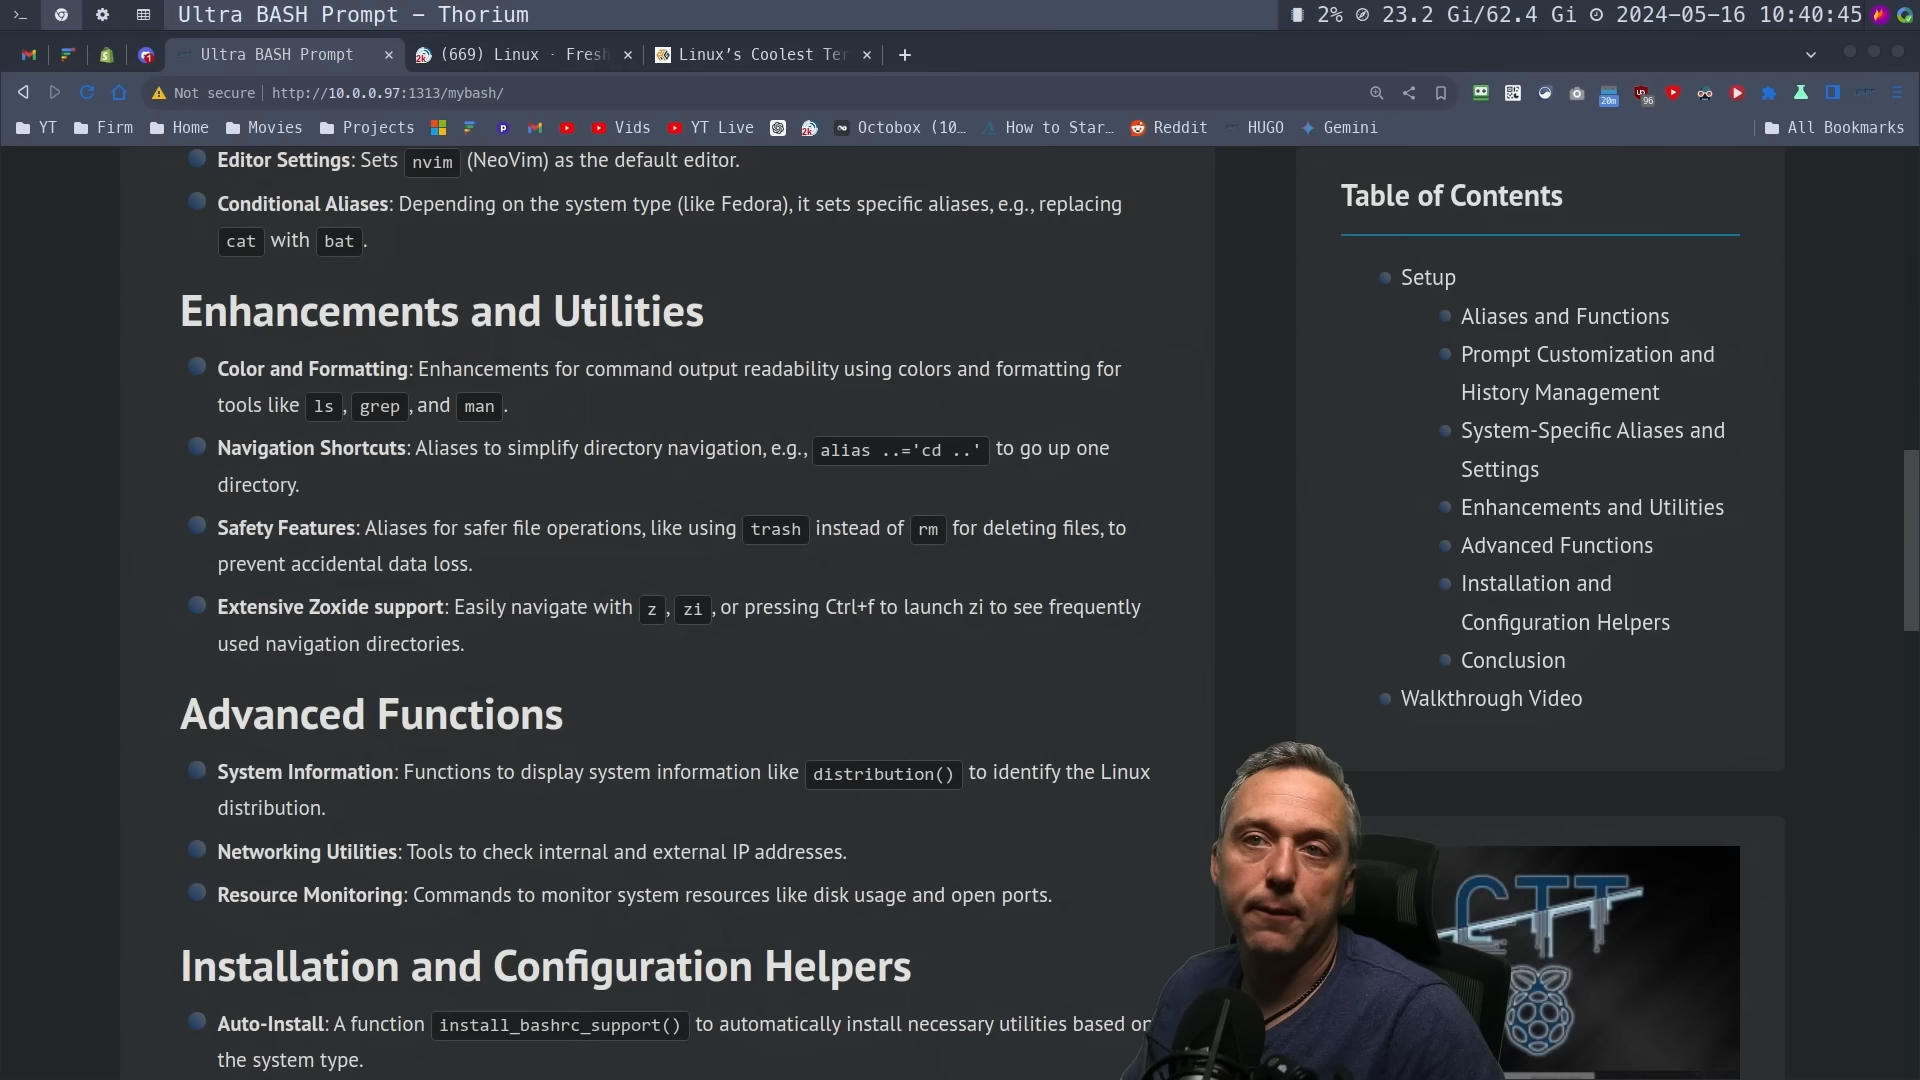 Ultra BASH Prompt – Thorium
2% 23.2 Gi/62.4 Gi 2024-05-16 10:40:45
Ultra BASH Prompt
(669) Linux · Fresh
Linux’s Coolest Ter
Not secure
http://10.0.0.97:1313/mybash/
20m
96
YT
Firm
Home
Movies
Projects
Vids
YT Live
Octobox (10…
How to Star…
Reddit
HUGO
Gemini
All Bookmarks
Editor Settings: Sets nvim (NeoVim) as the default editor.
Conditional Aliases: Depending on the system type (like Fedora), it sets specific aliases, e.g., replacing
cat with bat.
Enhancements and Utilities
Color and Formatting: Enhancements for command output readability using colors and formatting for
tools like ls, grep, and man.
Navigation Shortcuts: Aliases to simplify directory navigation, e.g., alias ..='cd ..' to go up one
directory.
Safety Features: Aliases for safer file operations, like using trash instead of rm for deleting files, to
prevent accidental data loss.
Extensive Zoxide support: Easily navigate with z, zi, or pressing Ctrl+f to launch zi to see frequently
used navigation directories.
Advanced Functions
System Information: Functions to display system information like distribution() to identify the Linux
distribution.
Networking Utilities: Tools to check internal and external IP addresses.
Resource Monitoring: Commands to monitor system resources like disk usage and open ports.
Installation and Configuration Helpers
Auto-Install: A function install_bashrc_support() to automatically install necessary utilities based on
the system type.
Table of Contents
Setup
Aliases and Functions
Prompt Customization and
History Management
System-Specific Aliases and
Settings
Enhancements and Utilities
Advanced Functions
Installation and
Configuration Helpers
Conclusion
Walkthrough Video
CTT